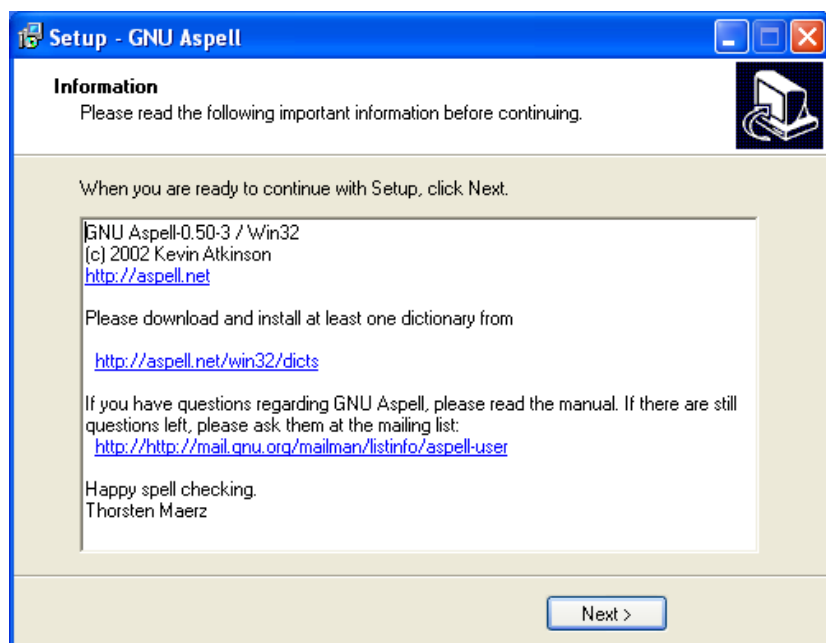 Setup - GNU Aspell
Information
Please read the following important information before continuing.
When you are ready to continue with Setup, click Next.
GNU Aspell-0.50-3 / Win32
(c) 2002 Kevin Atkinson
http://aspell.net
Please download and install at least one dictionary from
http://aspell.net/win32/dicts
If you have questions regarding GNU Aspell, please read the manual. If there are still
questions left, please ask them at the mailing list:
http://http://mail.gnu.org/mailman/listinfo/aspell-user
Happy spell checking.
Thorsten Maerz
Next >